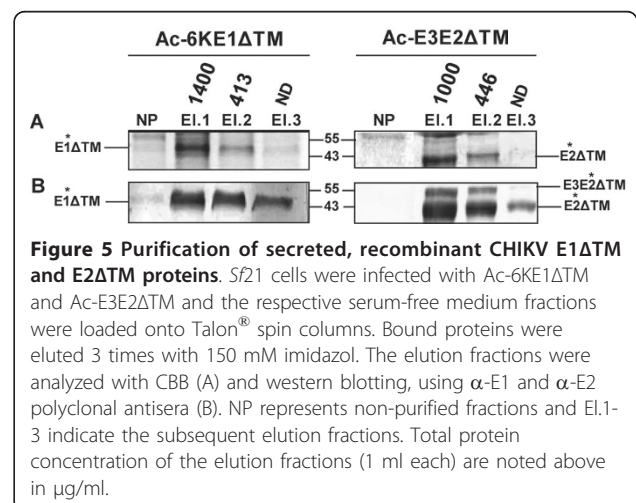 Ac-6KE1ΔTM Ac-E3E2ΔTM
1400 413 ND 1000 446 ND
NP El.1 El.2 El.3 NP El.1 El.2 El.3
A
* E1ΔTM 55 43 * E2ΔTM
B
* E1ΔTM 55 43 * E3E2ΔTM * E2ΔTM
Figure 5 Purification of secreted, recombinant CHIKV E1ΔTM
and E2ΔTM proteins. Sf21 cells were infected with Ac-6KE1ΔTM
and Ac-E3E2ΔTM and the respective serum-free medium fractions
were loaded onto Talon® spin columns. Bound proteins were
eluted 3 times with 150 mM imidazol. The elution fractions were
analyzed with CBB (A) and western blotting, using α-E1 and α-E2
polyclonal antisera (B). NP represents non-purified fractions and El.1-
3 indicate the subsequent elution fractions. Total protein
concentration of the elution fractions (1 ml each) are noted above
in μg/ml.